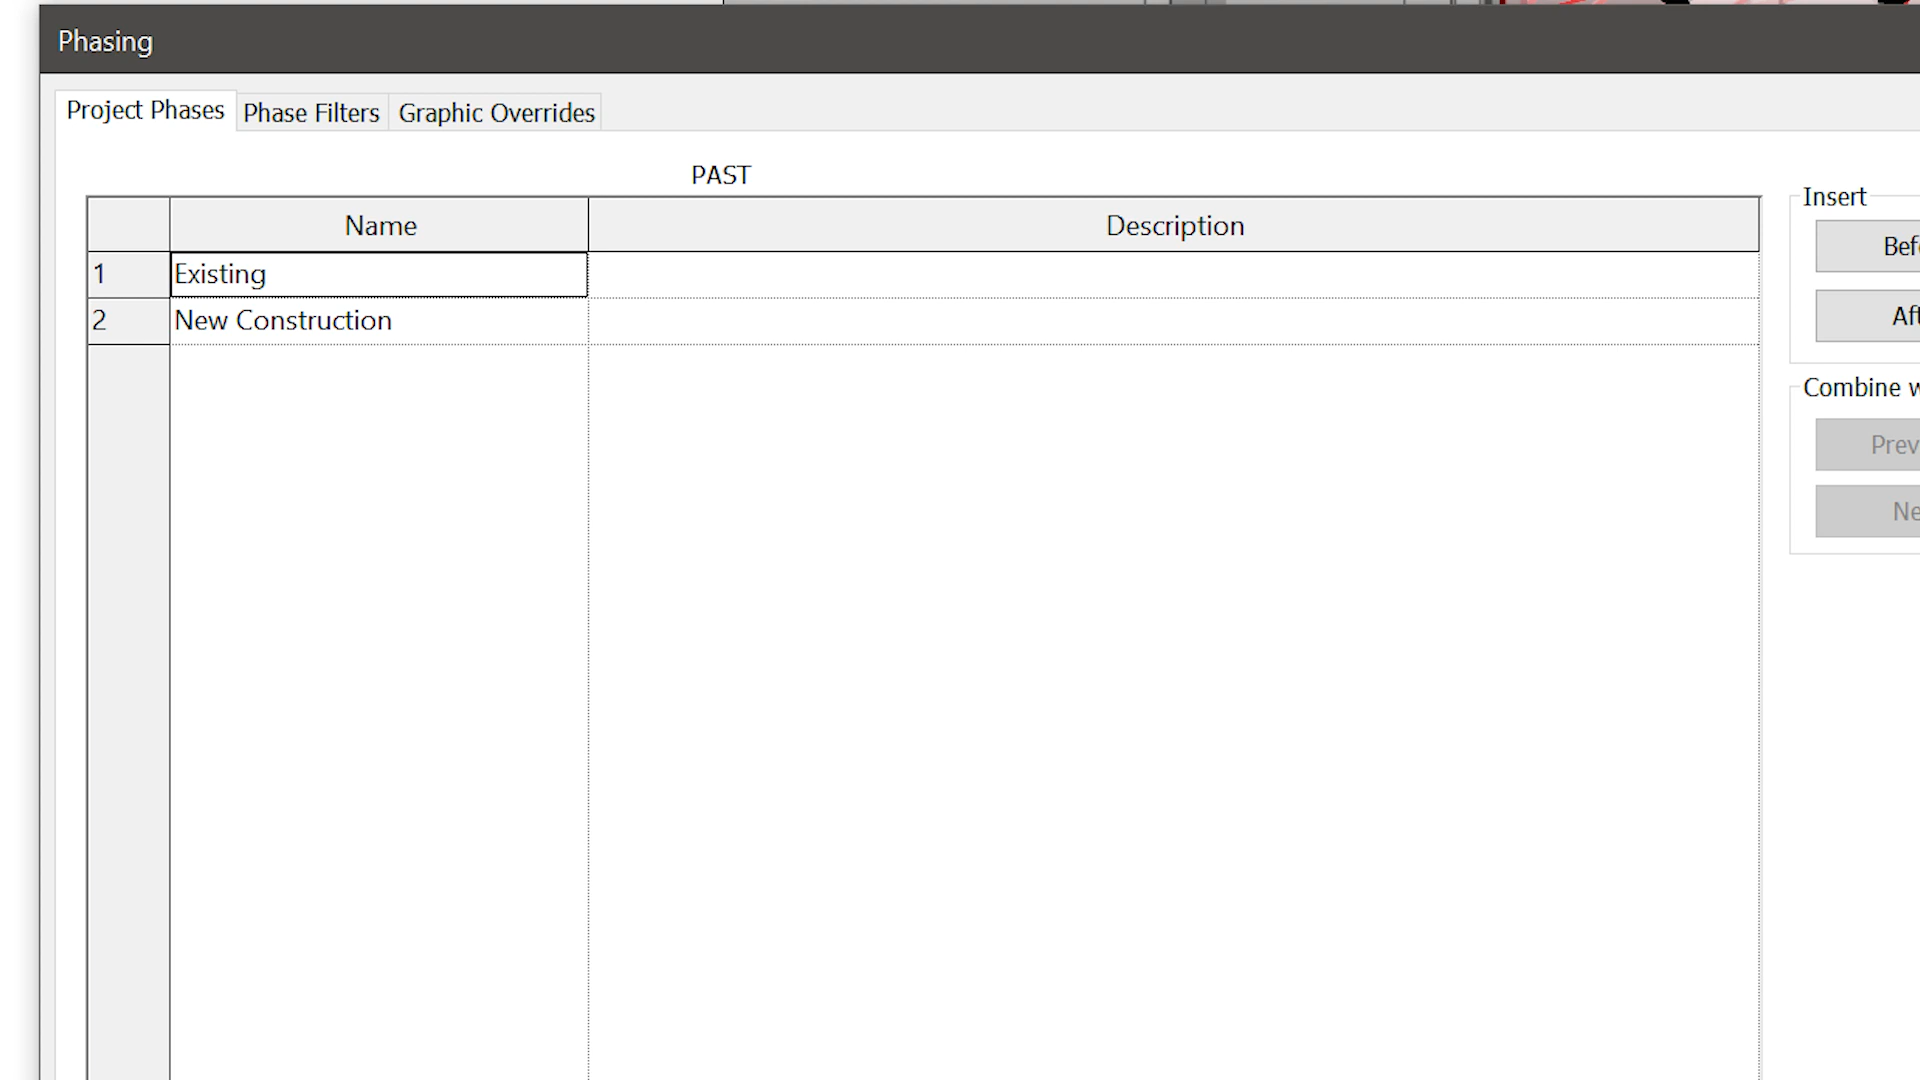 Phasing
Project Phases Phase Filters Graphic Overrides
PAST
Name Description
1 Existing
2 New Construction
Insert
Combine